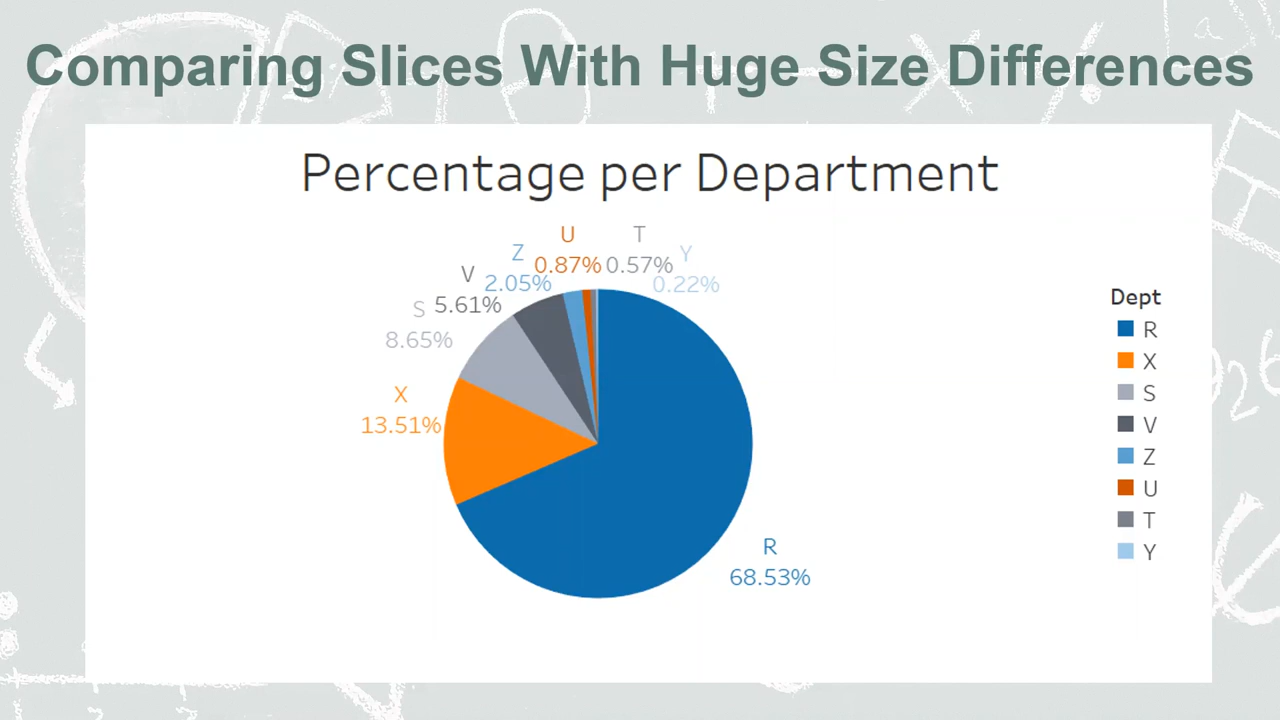 Comparing Slices With Huge Size Differences
Percentage per Department
U
0.87%
T
0.57%
Z
2.05%
Y
0.22%
V
5.61%
S
8.65%
X
13.51%
R
68.53%
Dept
R
X
S
V
Z
U
T
Y